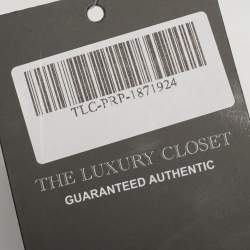 TLC-PRP-1871924
THE LUXURY CLOSET
GUARANTEED AUTHENTIC